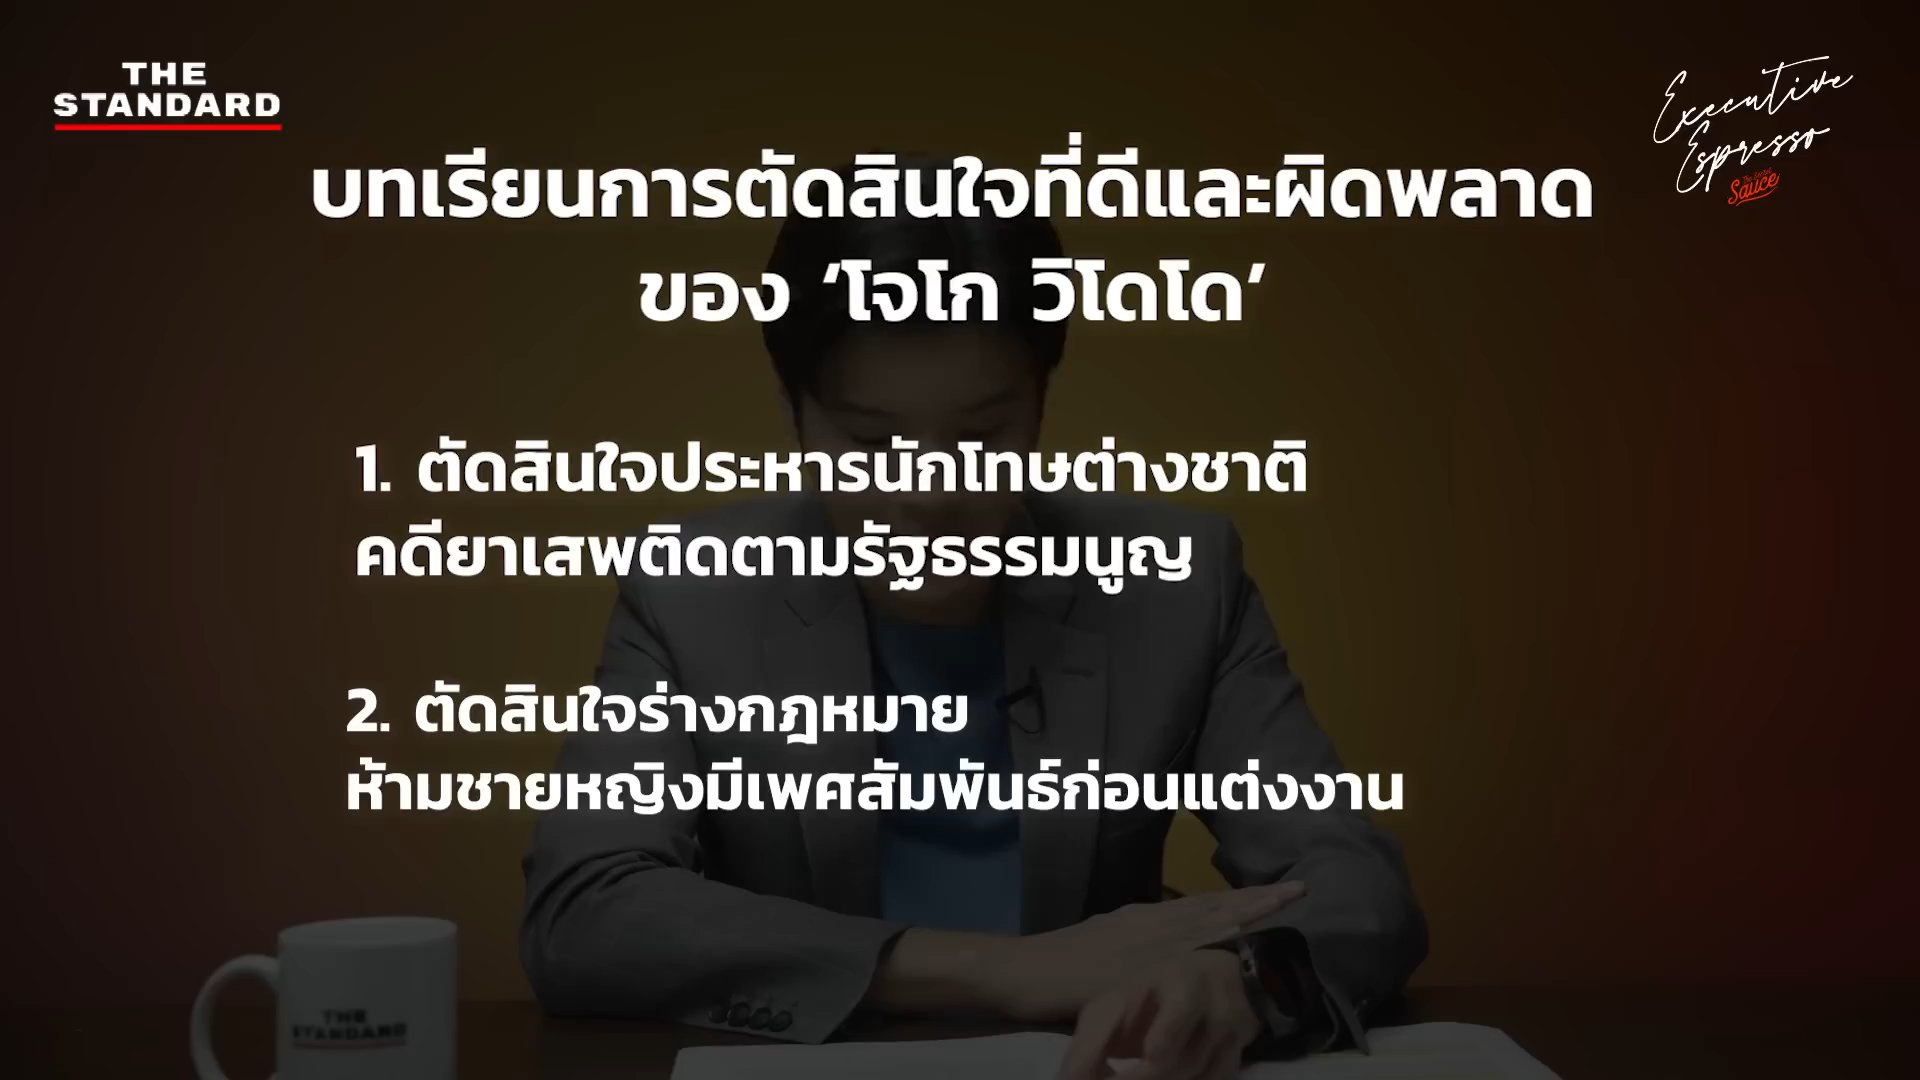 THE
STANDARD
Executive
Espresso
The Secret
Sauce
บทเรียนการตัดสินใจที่ดีและผิดพลาด
ของ ‘โจโก วิโดโด’
1. ตัดสินใจประหารนักโทษต่างชาติ
คดียาเสพติดตามรัฐธรรมนูญ
2. ตัดสินใจร่างกฎหมาย
ห้ามชายหญิงมีเพศสัมพันธ์ก่อนแต่งงาน
THE
STANDARD